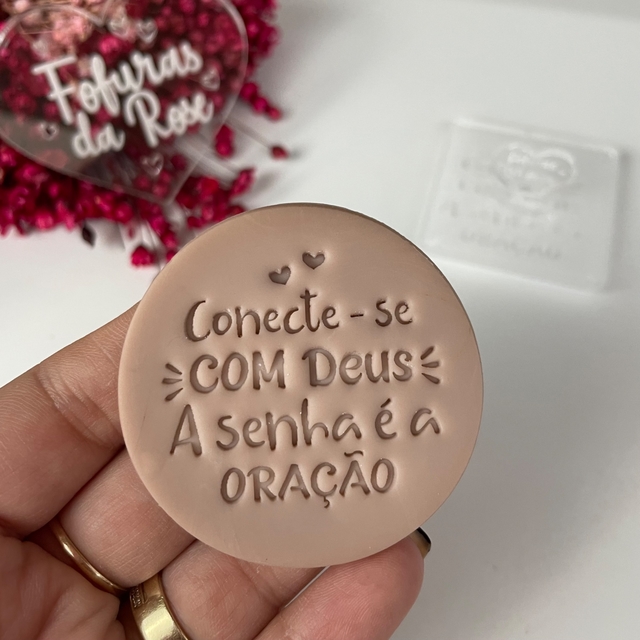 Fofuras
da Rose
Conecte-se
COM Deus
A senha é a
ORAÇÃO